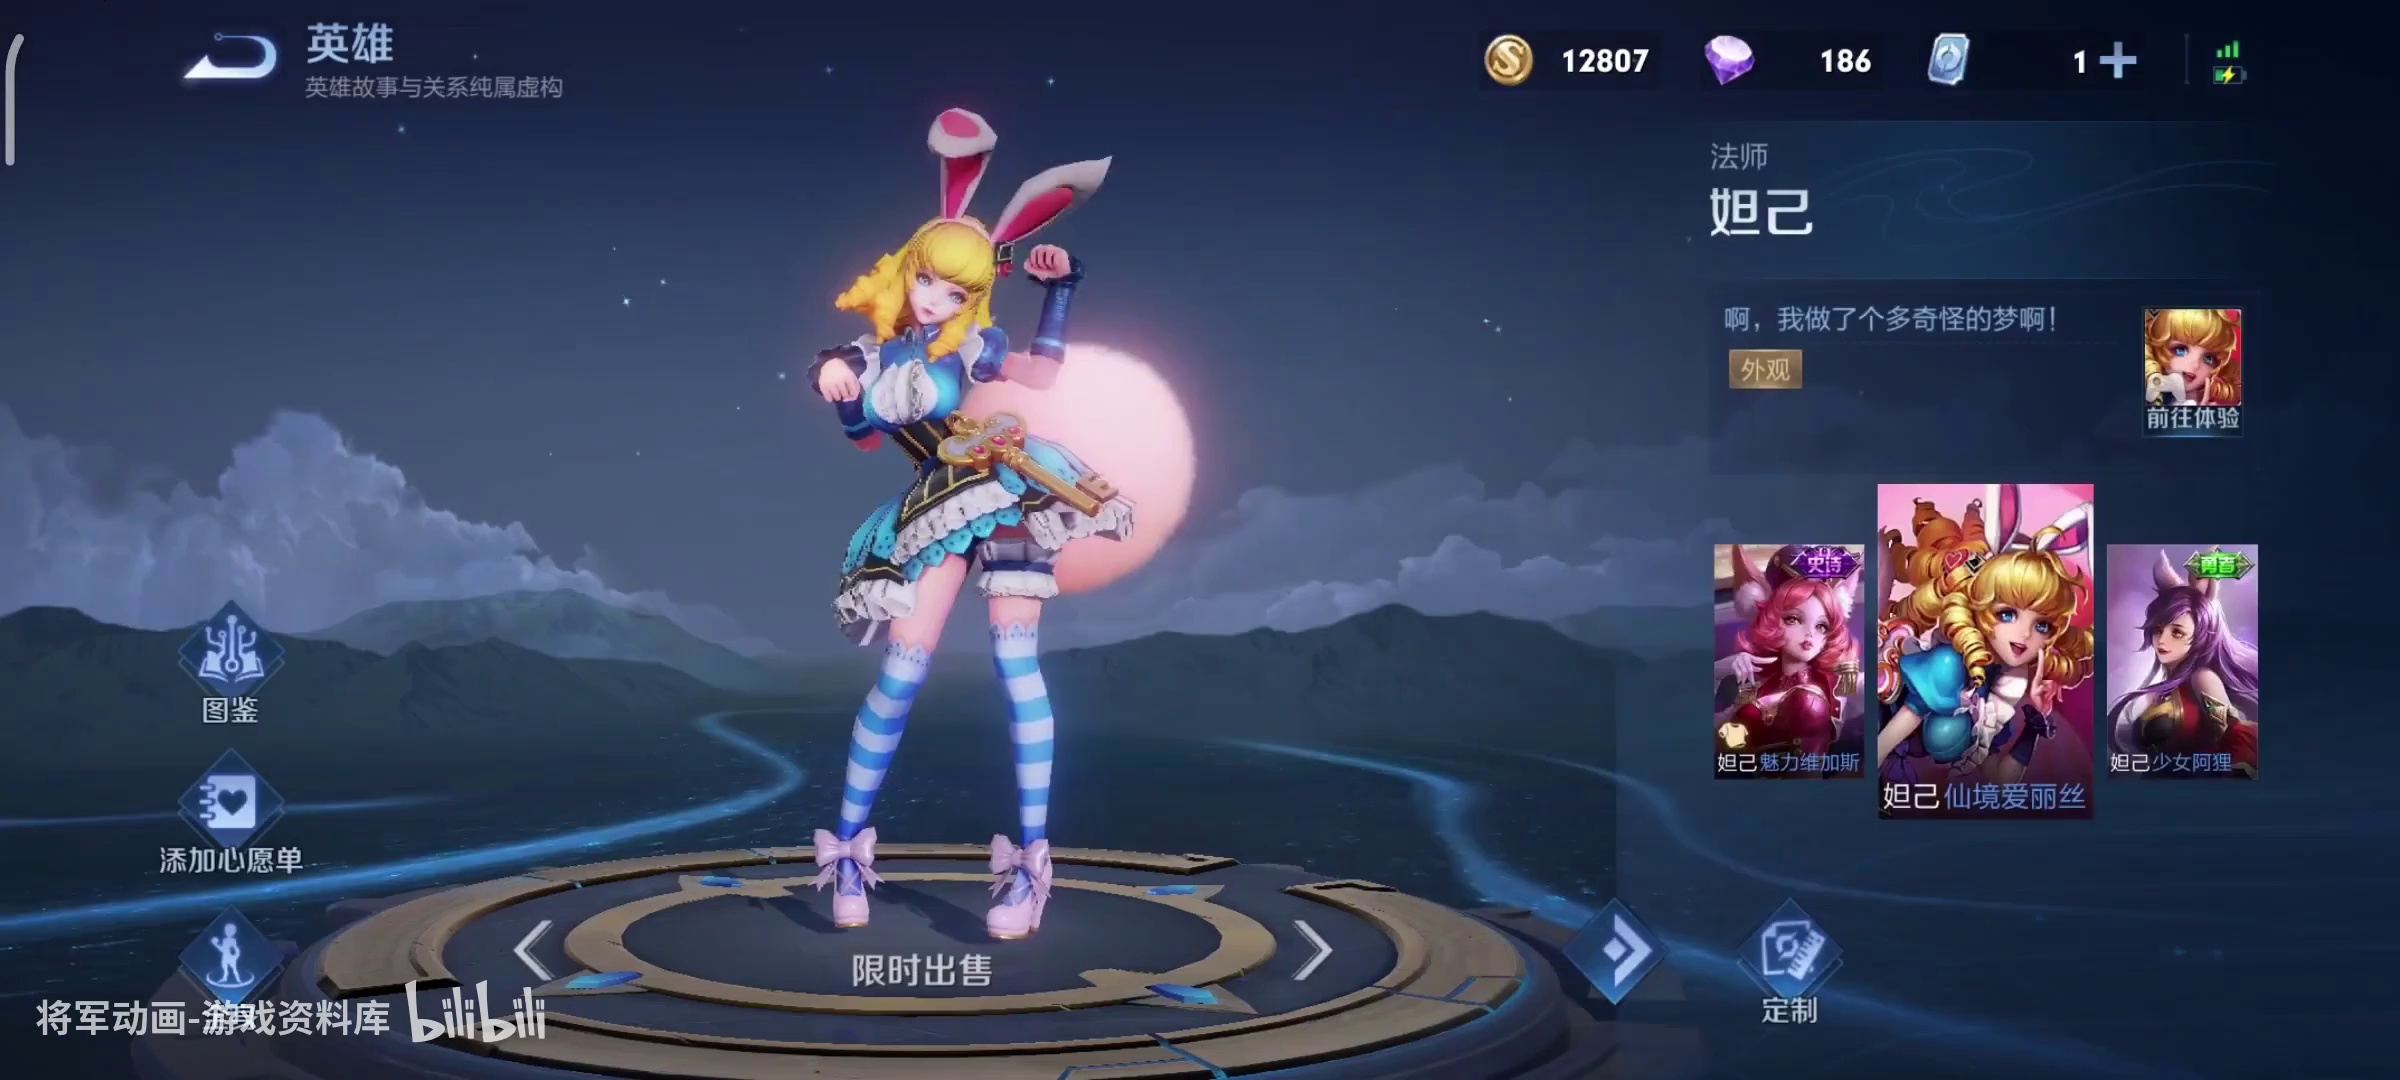 英雄
英雄故事与关系纯属虚构
12807
186
1
法师
妲己
啊，我做了个多奇怪的梦啊！
外观
前往体验
史诗
勇者
妲己魅力维加斯
妲己仙境爱丽丝
妲己少女阿狸
图鉴
添加心愿单
限时出售
定制
将军动画-游戏资料库
bilibili